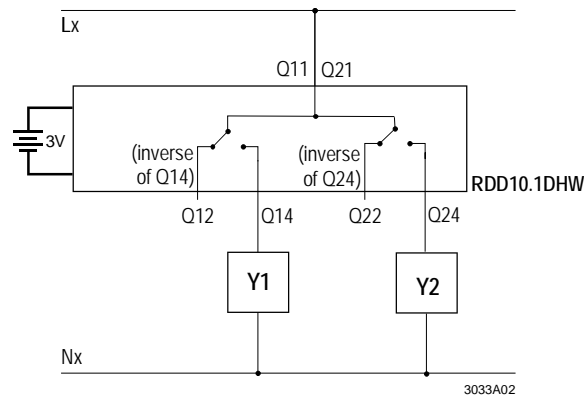 Lx
Q11 Q21
3V
(inverse
of Q14)
(inverse
of Q24)
RDD10.1DHW
Q12
Q14
Q22
Q24
Y1
Y2
Nx
3033A02